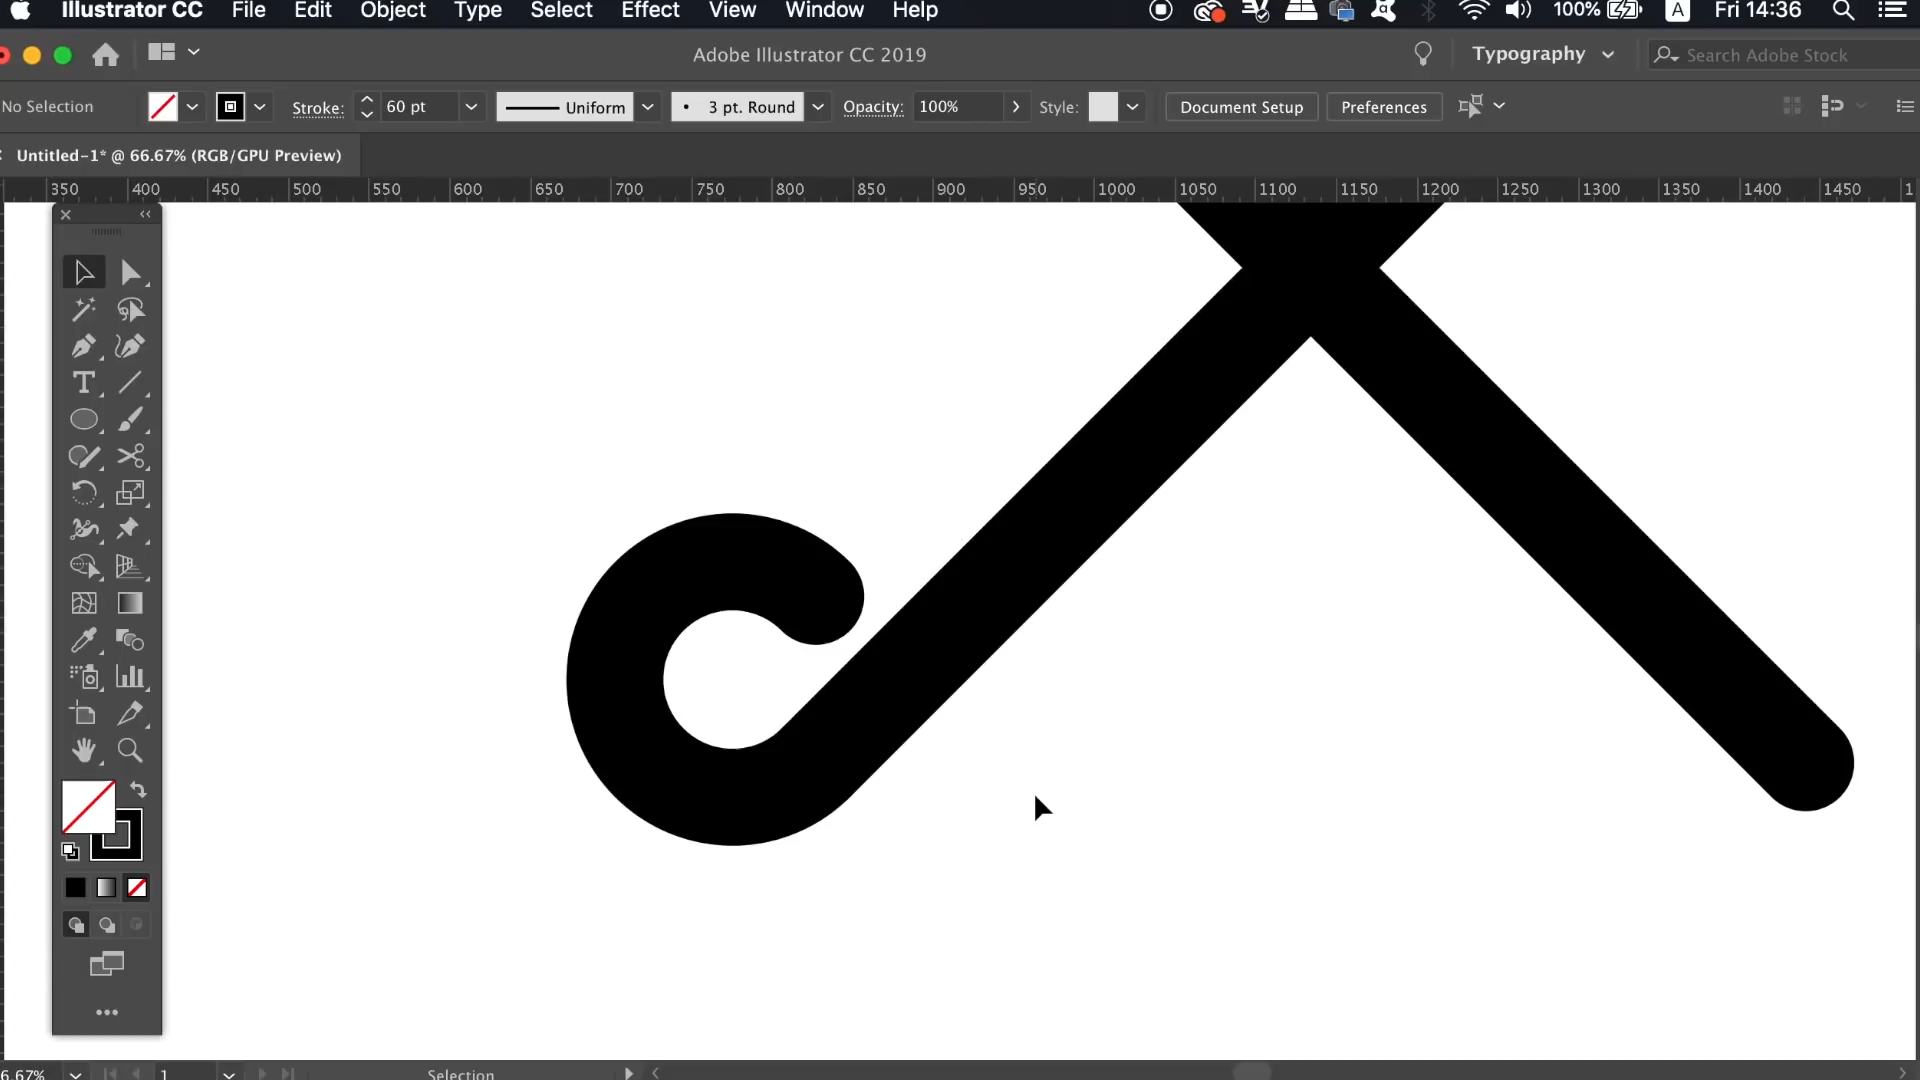 Illustrator CC File Edit Object Type Select Effect View Window Help 100% A Fri 14:36
Adobe Illustrator CC 2019 Typography Search Adobe Stock
No Selection Stroke: 60 pt Uniform 3 pt. Round Opacity: 100% Style: Document Setup Preferences
Untitled-1* @ 66.67% (RGB/GPU Preview)
350 400 450 500 550 600 650 700 750 800 850 900 950 1000 1050 1100 1150 1200 1250 1300 1350 1400 1450 1
6.67% 1 Selection